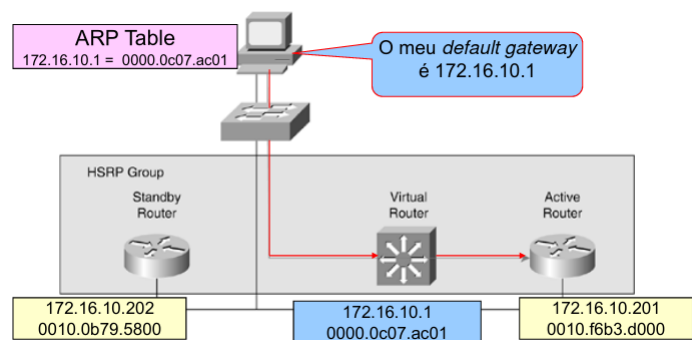 ARP Table
172.16.10.1 = 0000.0c07.ac01
O meu default gateway
é 172.16.10.1
HSRP Group
Standby
Router
Virtual
Router
Active
Router
172.16.10.202
0010.0b79.5800
172.16.10.1
0000.0c07.ac01
172.16.10.201
0010.f6b3.d000